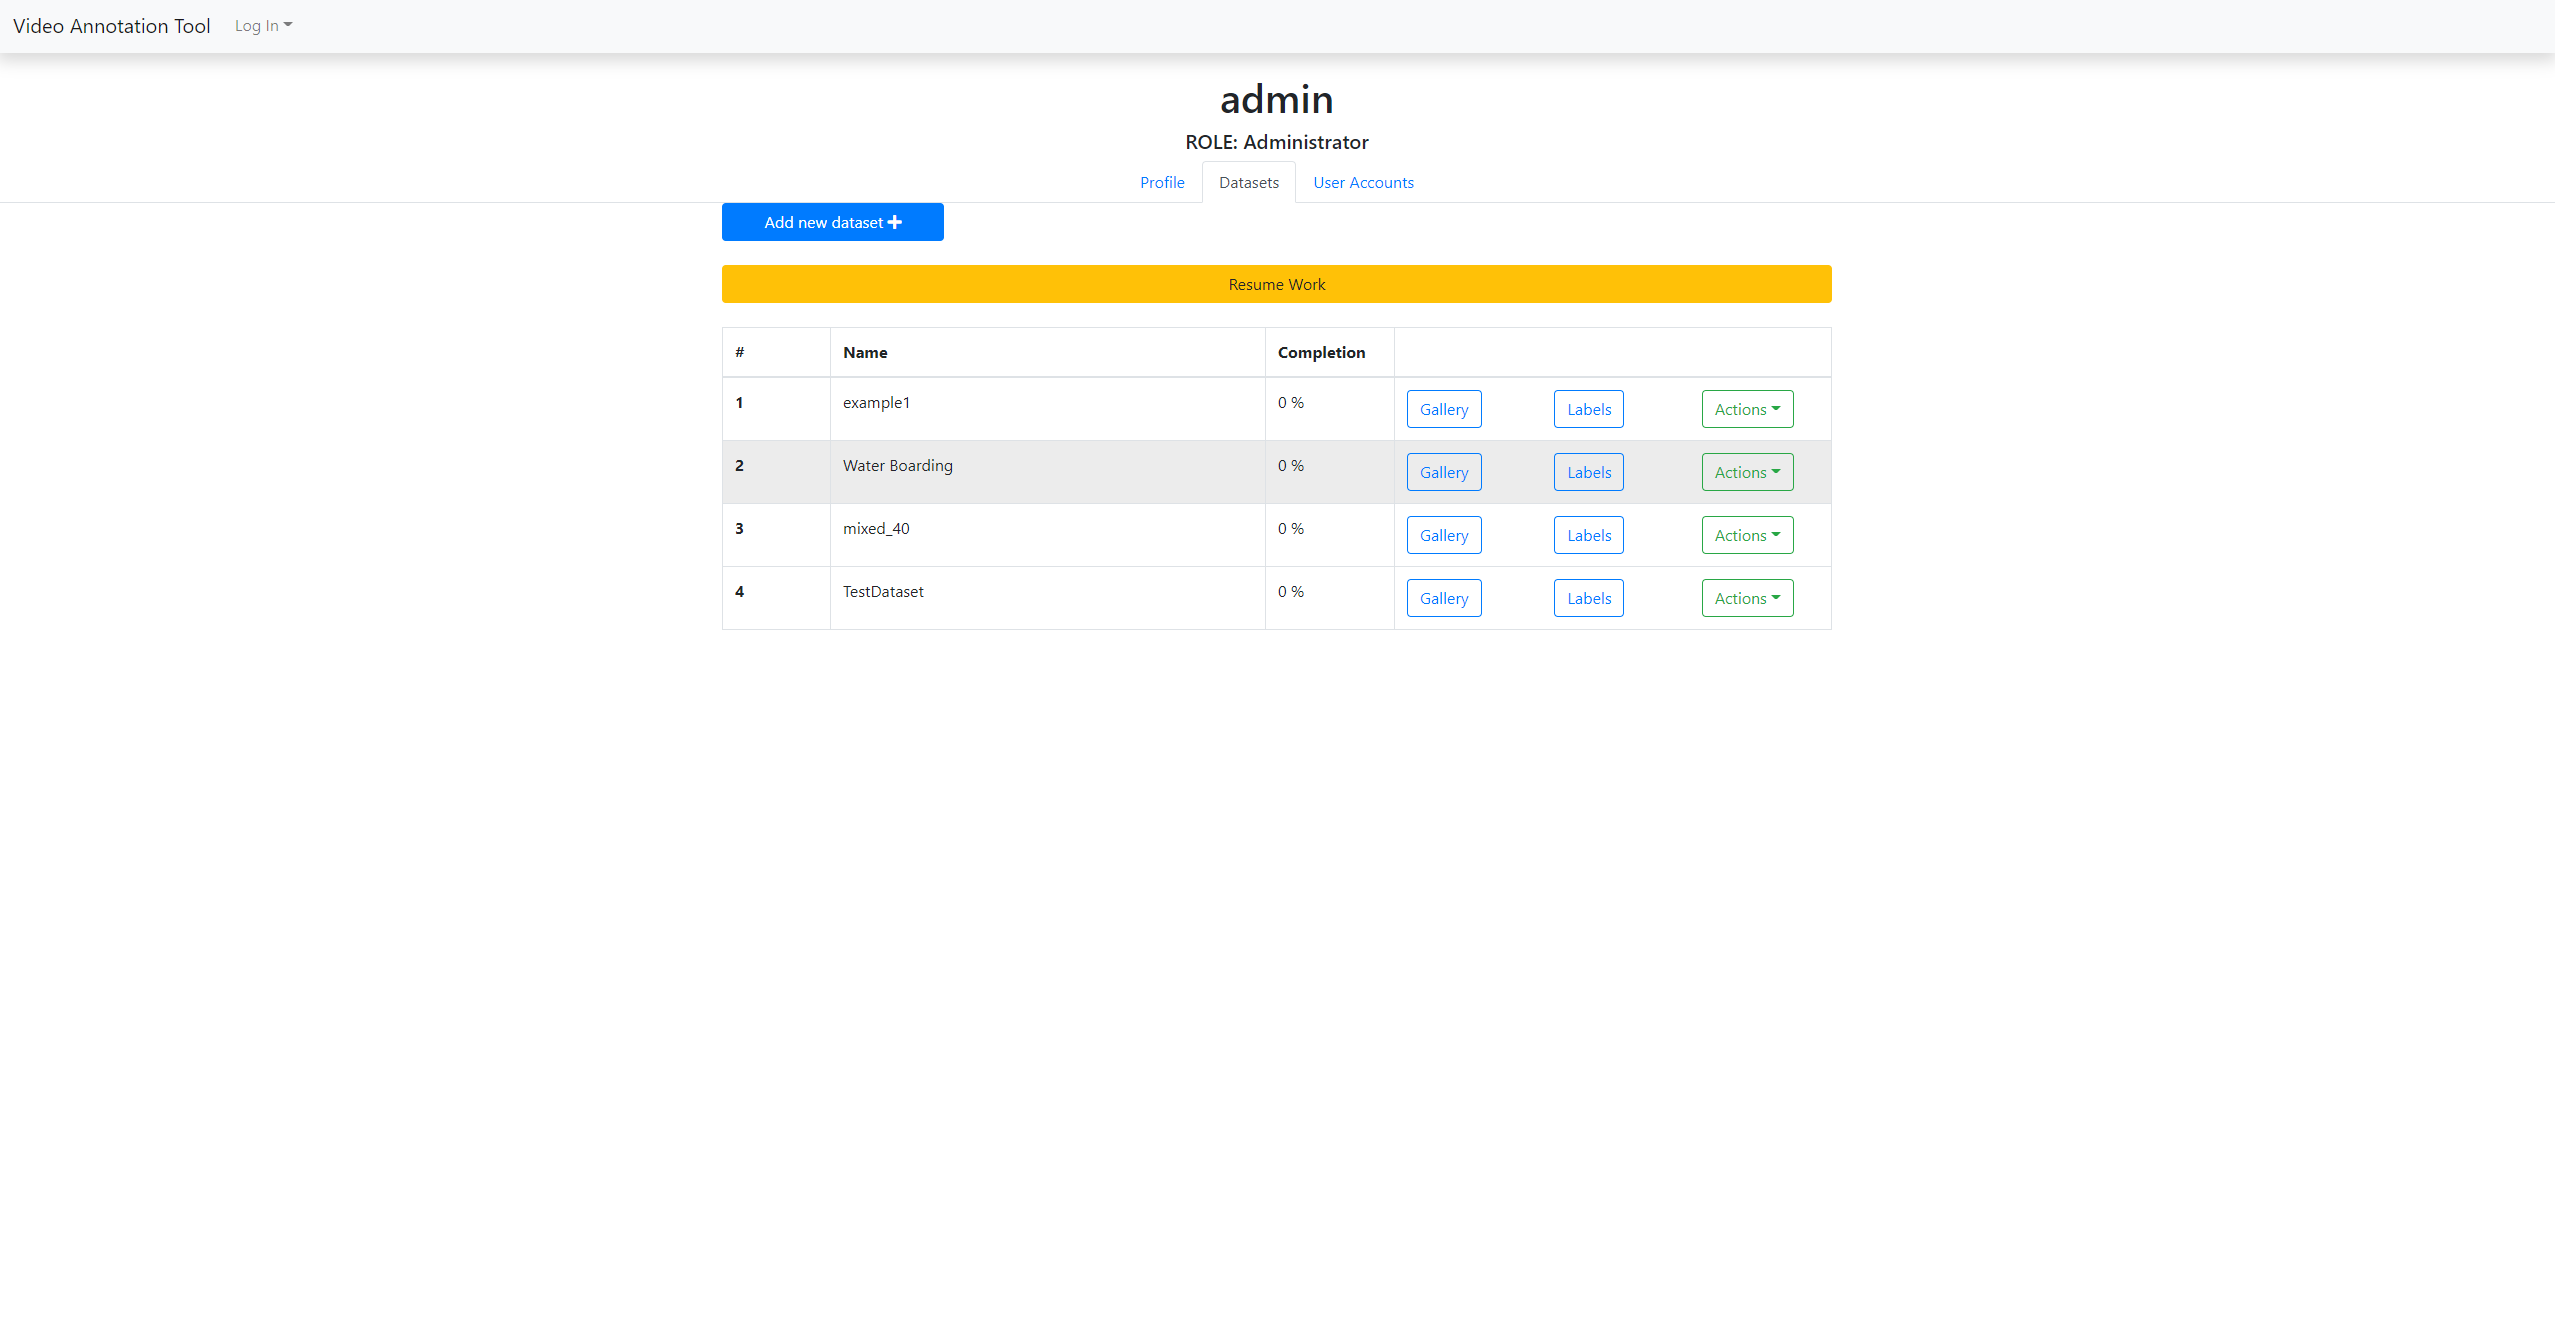 Video Annotation Tool Log In
admin
ROLE: Administrator
Profile Datasets User Accounts
Add new dataset
Resume Work
# Name Completion
1 example1 0 % Gallery Labels Actions
2 Water Boarding 0 % Gallery Labels Actions
3 mixed_40 0 % Gallery Labels Actions
4 TestDataset 0 % Gallery Labels Actions